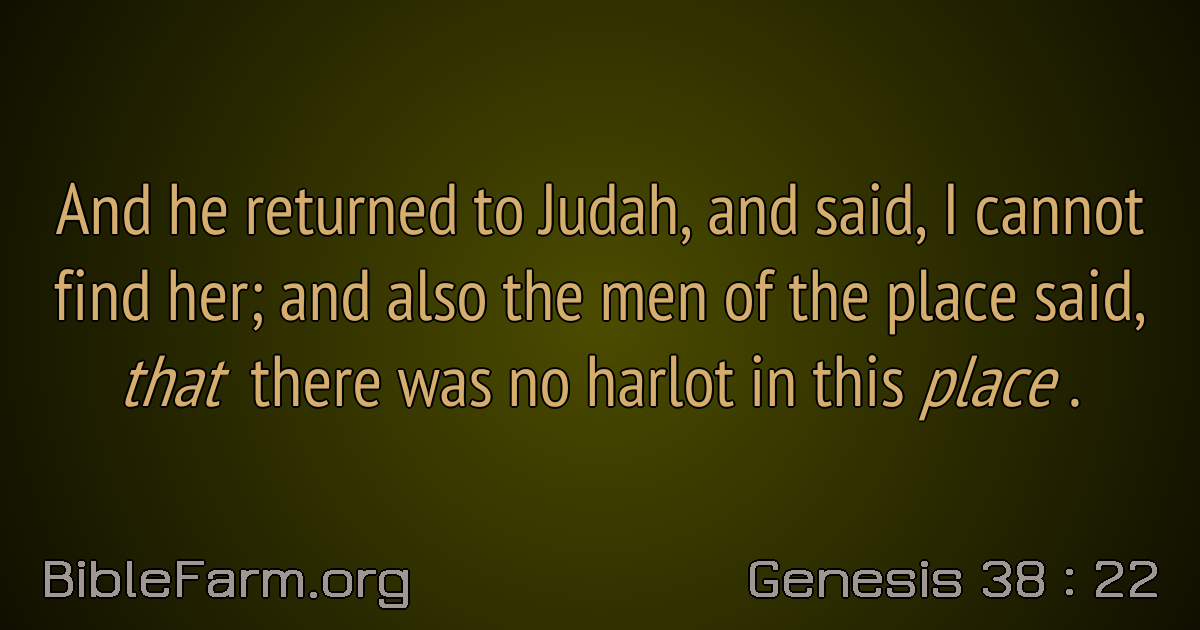 And he returned to Judah, and said, I cannot
find her; and also the men of the place said,
that there was no harlot in this place .
BibleFarm.org
Genesis 38 : 22